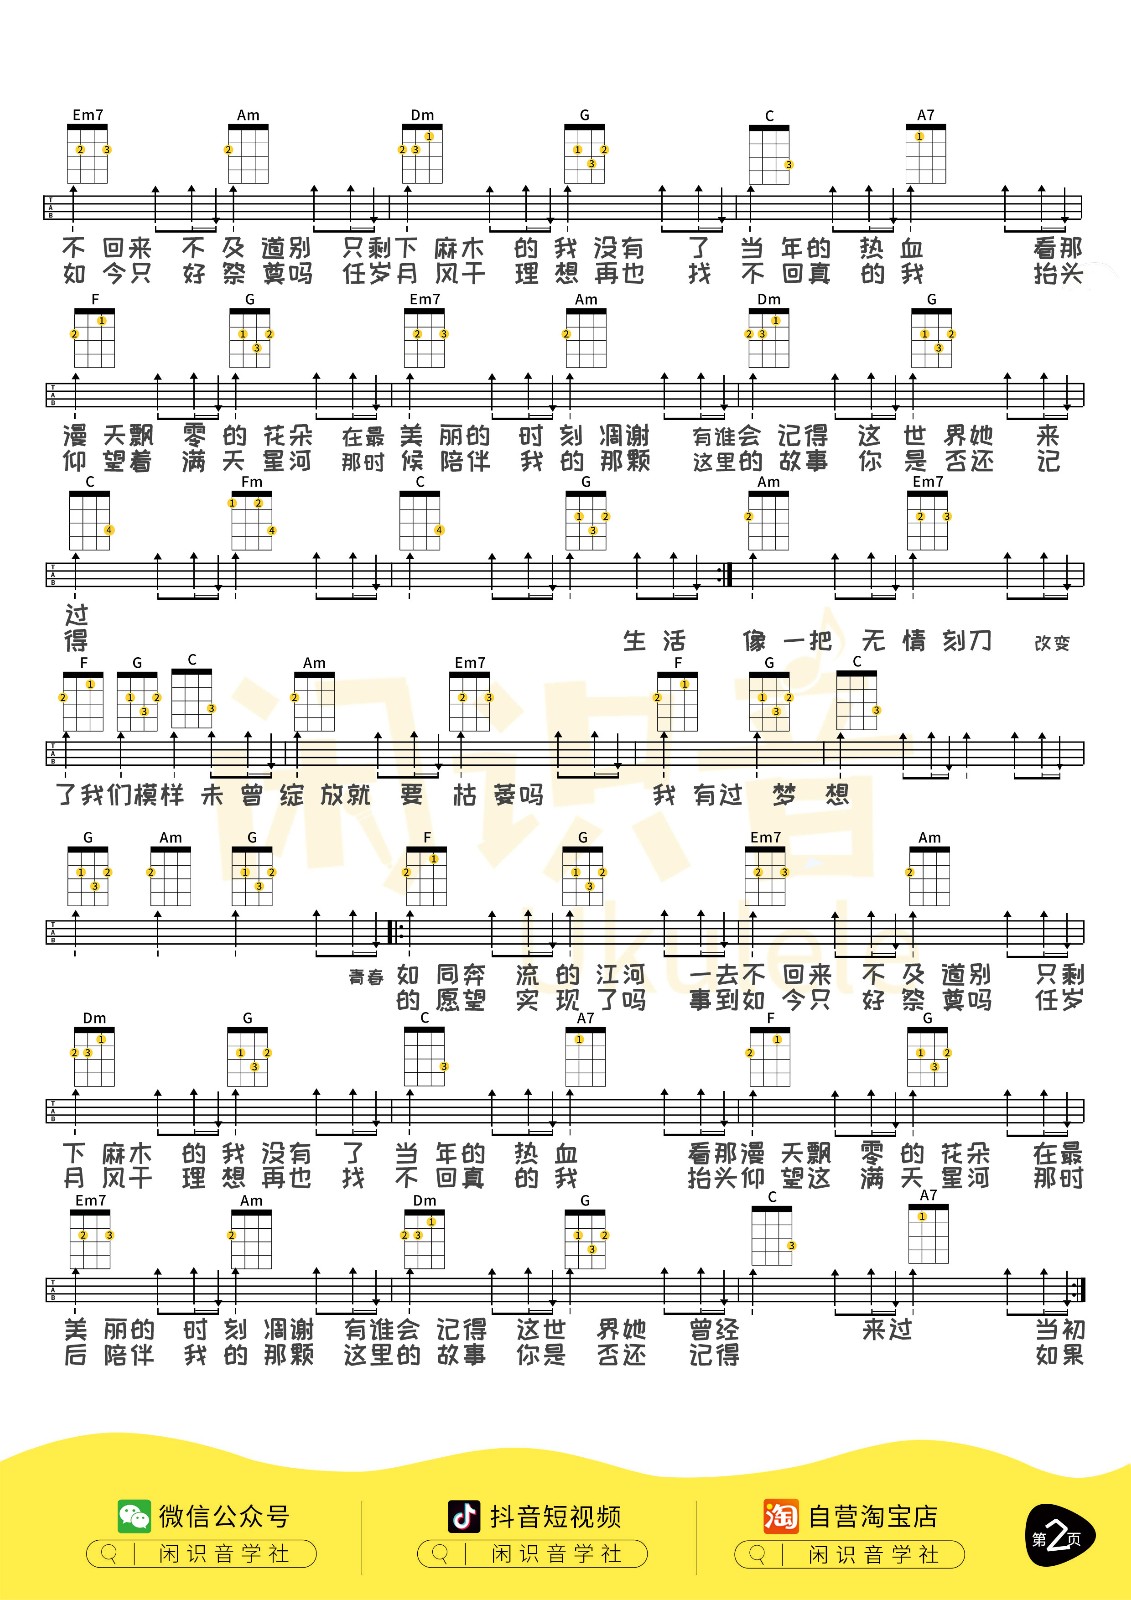 Em7 Am Dm G C A7
不 回来 不 及 道别 只剩下 麻木 的我 没有 了 当 年的 热 血 看那
如 今只 好 祭 奠吗 任岁月 风干 理 想 再也 找 不 回真 的我 抬头
F G Em7 Am Dm G
漫 天飘 零 的 花朵 在最 美 丽的 时 刻 凋谢 有谁会 记得 这 世 界她 来
仰 望着 满 天 星河 那时 候 陪伴 我 的 那颗 这里的 故事 你 是 否还 记
C Fm C G Am Em7
过
得 生 活 像 一把 无 情 刻刀 改变
F G C Am Em7 F G C
了我们模样 未 曾 绽 放就 要 枯 萎吗 我 有过 梦 想
G Am G F G Em7 Am
青春 如 同奔 流 的 江河 一去不 回来 不 及 道别 只剩
的 愿望 实 现 了吗 事到如 今只 好 祭 奠吗 任岁
Dm G C A7 F G
下 麻木 的 我 没有 了 当 年的 热 血 看那漫 天飘 零 的 花朵 在最
月 风干 理 想 再也 找 不 回真 的 我 抬头仰 望这 满 天 星河 那时
Em7 Am Dm G C A7
美 丽的 时 刻 凋谢 有谁会 记得 这世 界她 曾经 来过 当初
后 陪伴 我 的 那颗 这里的 故事 你是 否还 记得 如果
闲识音
Ukulele
微信公众号 抖音短视频 自营淘宝店
闲识音学社 闲识音学社 闲识音学社
第2页